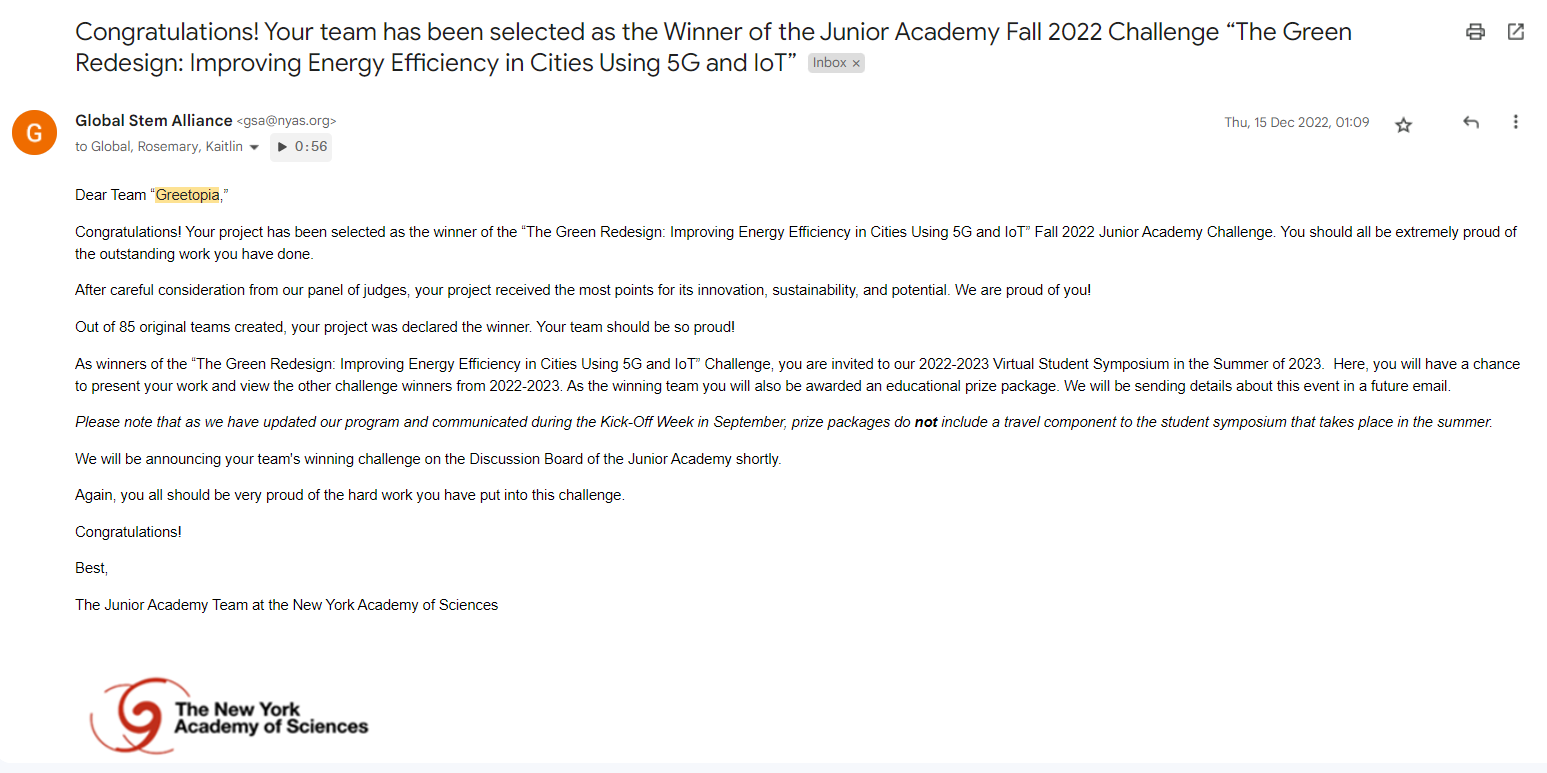 Congratulations! Your team has been selected as the Winner of the Junior Academy Fall 2022 Challenge “The Green
Redesign: Improving Energy Efficiency in Cities Using 5G and IoT” Inbox ×
G
Global Stem Alliance <gsa@nyas.org>
Thu, 15 Dec 2022, 01:09
to Global, Rosemary, Kaitlin
0:56
Dear Team “Greetopia,”
Congratulations! Your project has been selected as the winner of the “The Green Redesign: Improving Energy Efficiency in Cities Using 5G and IoT” Fall 2022 Junior Academy Challenge. You should all be extremely proud of
the outstanding work you have done.
After careful consideration from our panel of judges, your project received the most points for its innovation, sustainability, and potential. We are proud of you!
Out of 85 original teams created, your project was declared the winner. Your team should be so proud!
As winners of the “The Green Redesign: Improving Energy Efficiency in Cities Using 5G and IoT” Challenge, you are invited to our 2022-2023 Virtual Student Symposium in the Summer of 2023.  Here, you will have a chance
to present your work and view the other challenge winners from 2022-2023. As the winning team you will also be awarded an educational prize package. We will be sending details about this event in a future email.
Please note that as we have updated our program and communicated during the Kick-Off Week in September, prize packages do not include a travel component to the student symposium that takes place in the summer.
We will be announcing your team's winning challenge on the Discussion Board of the Junior Academy shortly.
Again, you all should be very proud of the hard work you have put into this challenge.
Congratulations!
Best,
The Junior Academy Team at the New York Academy of Sciences
The New York
Academy of Sciences